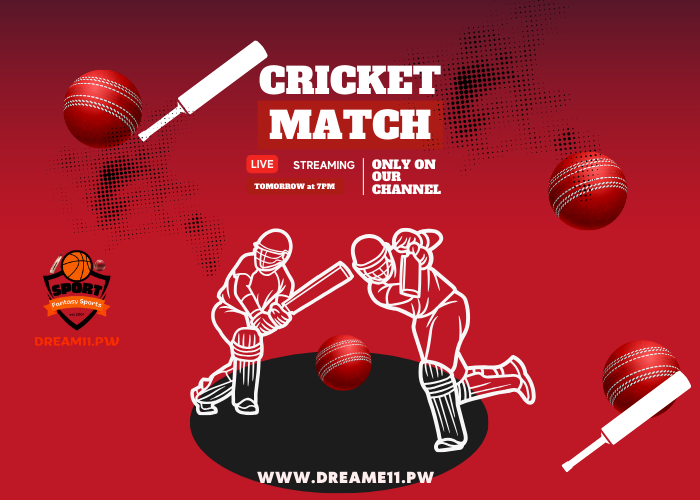 CRICKET
MATCH
LIVE STREAMING
TOMORROW at 7PM
ONLY ON
OUR
CHANNEL
SPORT
Fantasy Sports
DREAM11.PW
WWW.DREAME11.PW